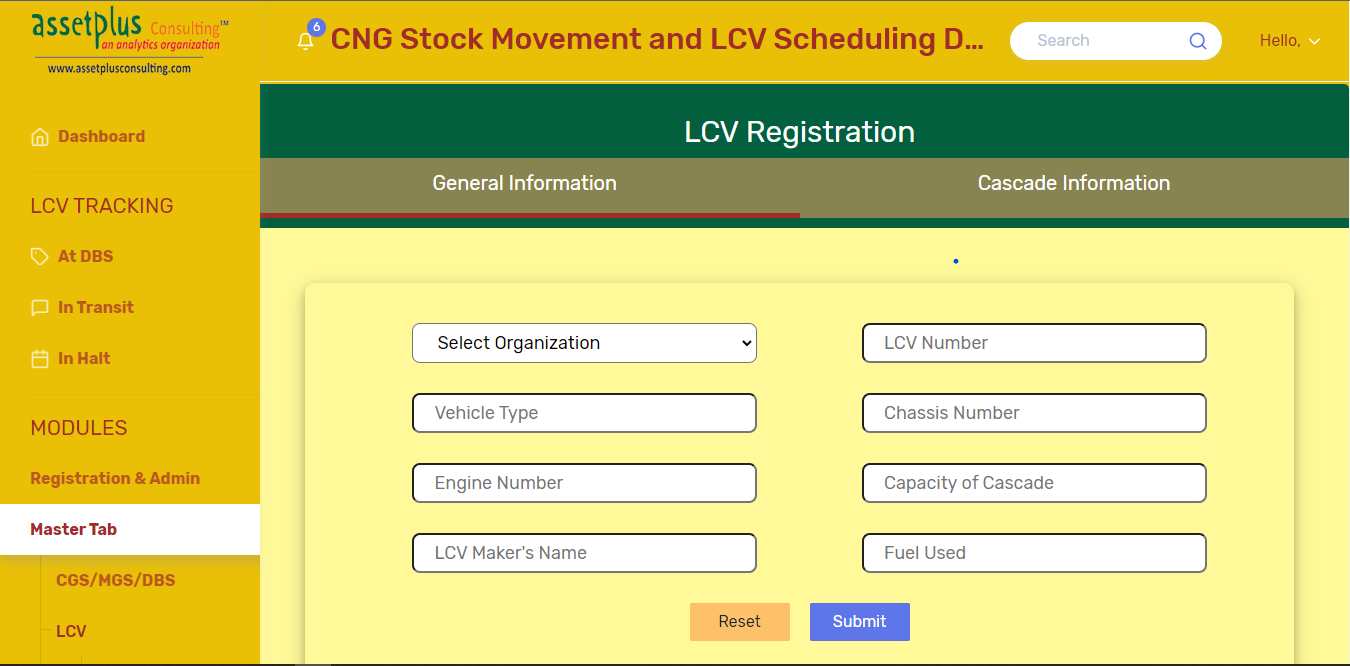 assetplus Consulting™
an analytics organization
www.assetplusconsulting.com
6
CNG Stock Movement and LCV Scheduling D...
Search
Hello,
Dashboard
LCV TRACKING
At DBS
In Transit
In Halt
MODULES
Registration & Admin
Master Tab
CGS/MGS/DBS
LCV
LCV Registration
General Information
Cascade Information
Select Organization
LCV Number
Vehicle Type
Chassis Number
Engine Number
Capacity of Cascade
LCV Maker's Name
Fuel Used
Reset
Submit